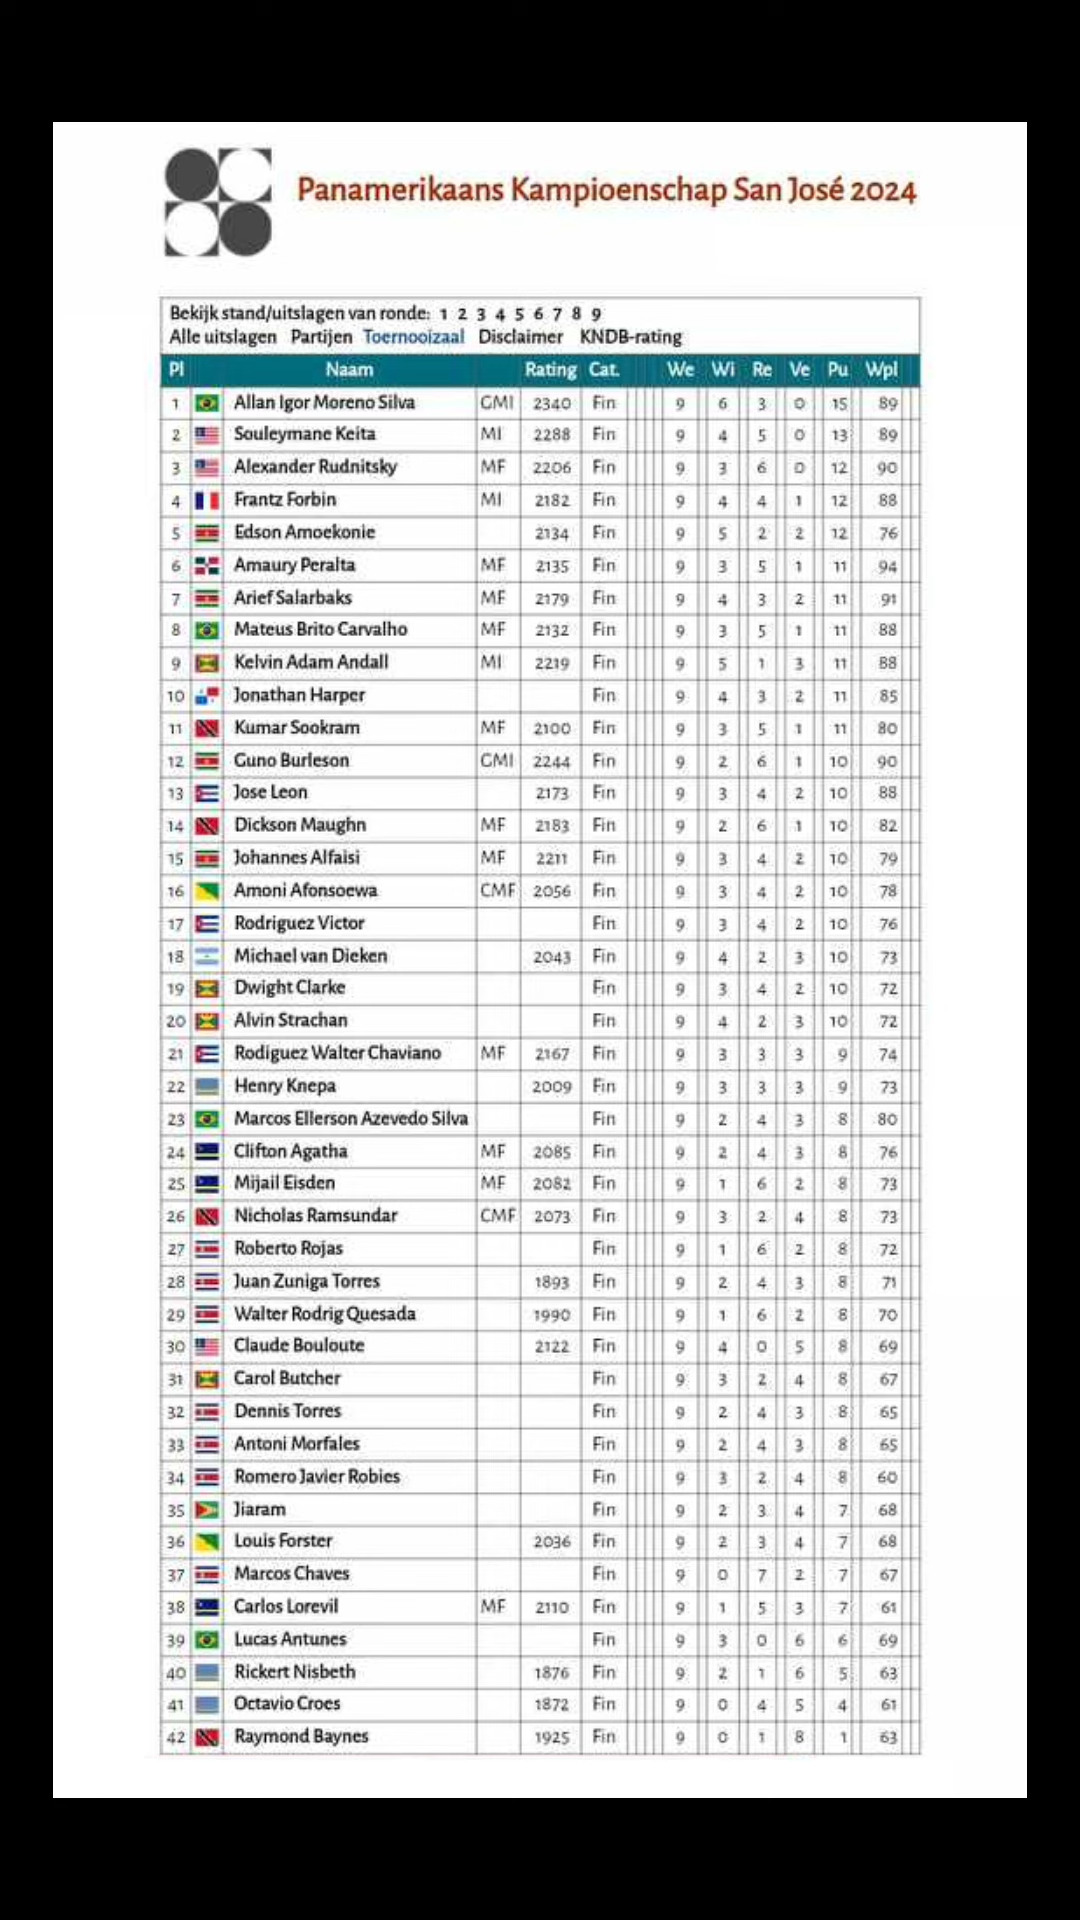 Panamerikaans Kampioenschap San José 2024
Bekijk stand/uitslagen van ronde: 1 2 3 4 5 6 7 8 9
Alle uitslagen Partijen Toernooizaal Disclaimer KNDB-rating
Pl Naam Rating Cat. We Wi Re Ve Pu Wpl
1 Allan Igor Moreno Silva GMI 2340 Fin 9 6 3 0 15 89
2 Souleymane Keita MI 2288 Fin 9 4 5 0 13 89
3 Alexander Rudnitsky MF 2206 Fin 9 3 6 0 12 90
4 Frantz Forbin MI 2182 Fin 9 4 4 1 12 88
5 Edson Amoekonie 2134 Fin 9 5 2 2 12 76
6 Amaury Peralta MF 2135 Fin 9 3 5 1 11 94
7 Arief Salarbaks MF 2179 Fin 9 4 3 2 11 91
8 Mateus Brito Carvalho MF 2132 Fin 9 3 5 1 11 88
9 Kelvin Adam Andall MI 2219 Fin 9 5 1 3 11 88
10 Jonathan Harper Fin 9 4 3 2 11 85
11 Kumar Sookram MF 2100 Fin 9 3 5 1 11 80
12 Guno Burleson GMI 2244 Fin 9 2 6 1 10 90
13 Jose Leon 2173 Fin 9 3 4 2 10 88
14 Dickson Maughn MF 2183 Fin 9 2 6 1 10 82
15 Johannes Alfaisi MF 2211 Fin 9 3 4 2 10 79
16 Amoni Afonsoewa CMF 2056 Fin 9 3 4 2 10 78
17 Rodriguez Victor Fin 9 3 4 2 10 76
18 Michael van Dieken 2043 Fin 9 4 2 3 10 73
19 Dwight Clarke Fin 9 3 4 2 10 72
20 Alvin Strachan Fin 9 4 2 3 10 72
21 Rodiguez Walter Chaviano MF 2167 Fin 9 3 3 3 9 74
22 Henry Knepa 2009 Fin 9 3 3 3 9 73
23 Marcos Ellerson Azevedo Silva Fin 9 2 4 3 8 80
24 Clifton Agatha MF 2085 Fin 9 2 4 3 8 76
25 Mijail Eisden MF 2082 Fin 9 1 6 2 8 73
26 Nicholas Ramsundar CMF 2073 Fin 9 3 2 4 8 73
27 Roberto Rojas Fin 9 1 6 2 8 72
28 Juan Zuniga Torres 1893 Fin 9 2 4 3 8 71
29 Walter Rodrig Quesada 1990 Fin 9 1 6 2 8 70
30 Claude Bouloute 2122 Fin 9 4 0 5 8 69
31 Carol Butcher Fin 9 3 2 4 8 67
32 Dennis Torres Fin 9 2 4 3 8 65
33 Antoni Morfales Fin 9 2 4 3 8 65
34 Romero Javier Robies Fin 9 3 2 4 8 60
35 Jiaram Fin 9 2 3 4 7 68
36 Louis Forster 2036 Fin 9 2 3 4 7 68
37 Marcos Chaves Fin 9 0 7 2 7 67
38 Carlos Lorevil MF 2110 Fin 9 1 5 3 7 61
39 Lucas Antunes Fin 9 3 0 6 6 69
40 Rickert Nisbeth 1876 Fin 9 2 1 6 5 63
41 Octavio Croes 1872 Fin 9 0 4 5 4 61
42 Raymond Baynes 1925 Fin 9 0 1 8 1 63